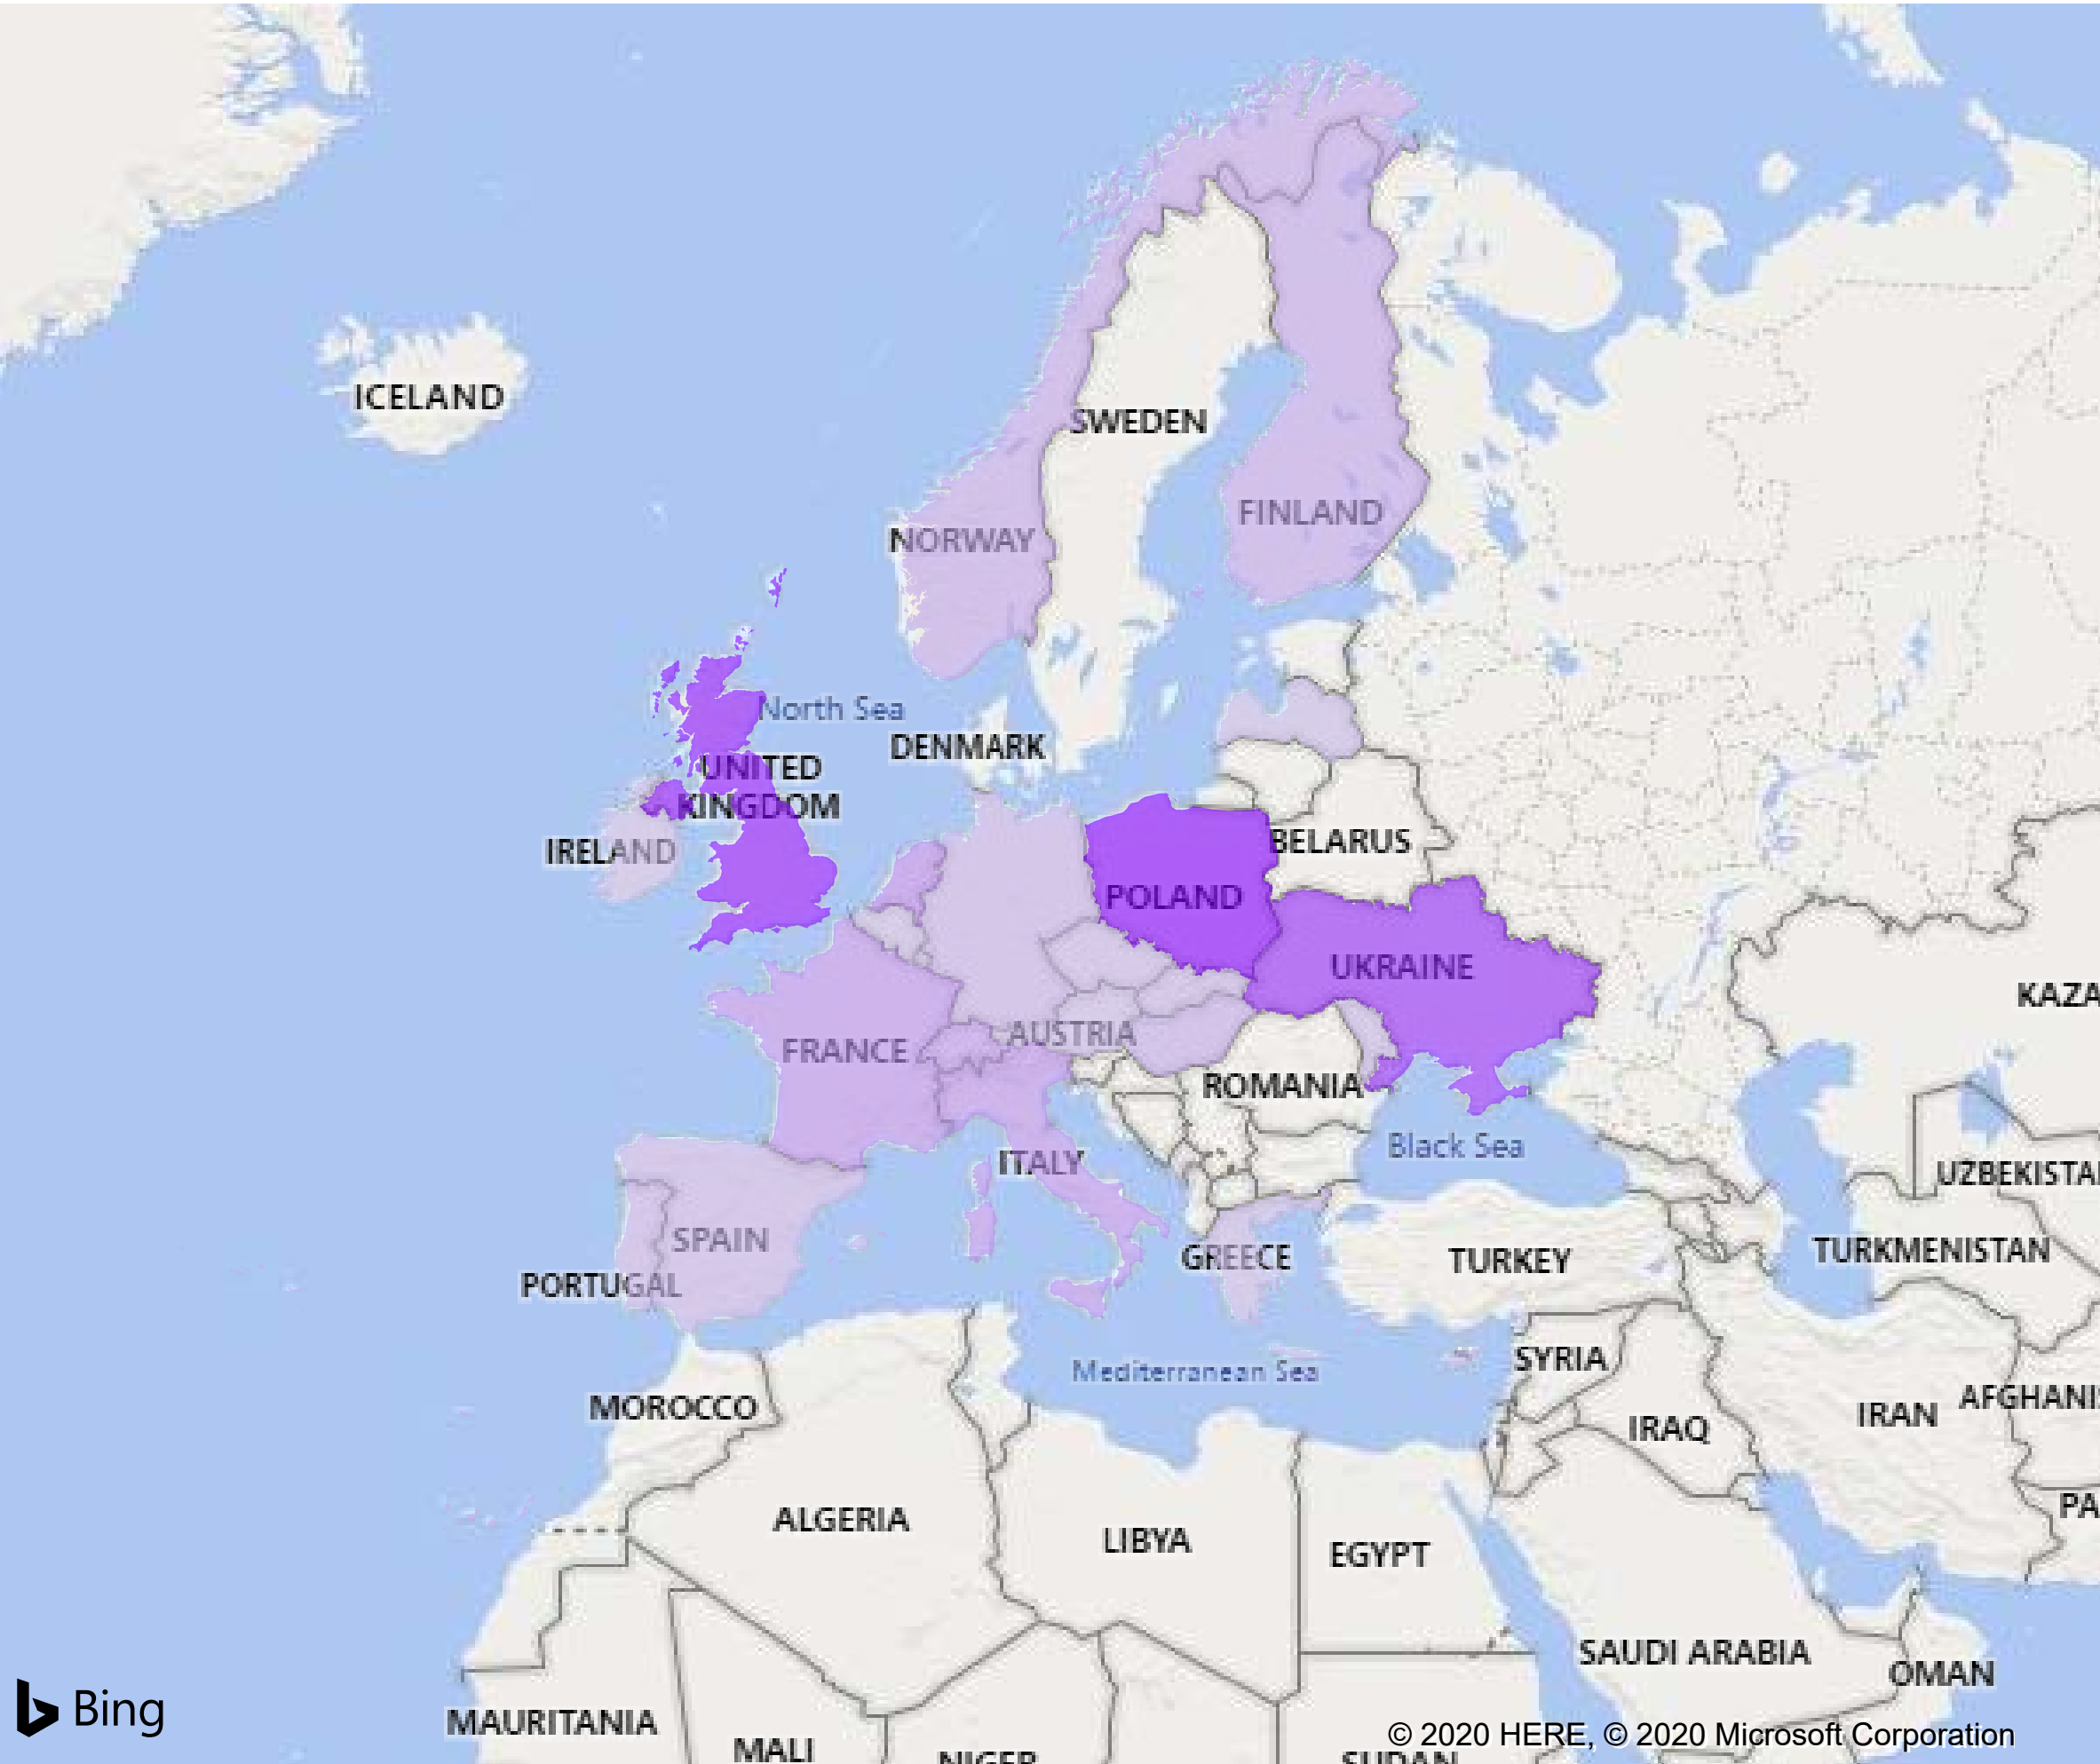 ICELAND
SWEDEN
FINLAND
NORWAY
North Sea
DENMARK
UNITED
KINGDOM
BELARUS
IRELAND
POLAND
UKRAINE
KAZA
AUSTRIA
FRANCE
ROMANIA
Black Sea
ITALY
UZBEKISTA
SPAIN
GREECE
TURKEY
TURKMENISTAN
PORTUGAL
SYRIA
Mediterranean Sea
MOROCCO
IRAQ
IRAN
AFGHANI
PA
ALGERIA
LIBYA
EGYPT
SAUDI ARABIA
OMAN
Bing
MAURITANIA
© 2020 HERE, © 2020 Microsoft Corporation
MALI
NIGER
SUDAN